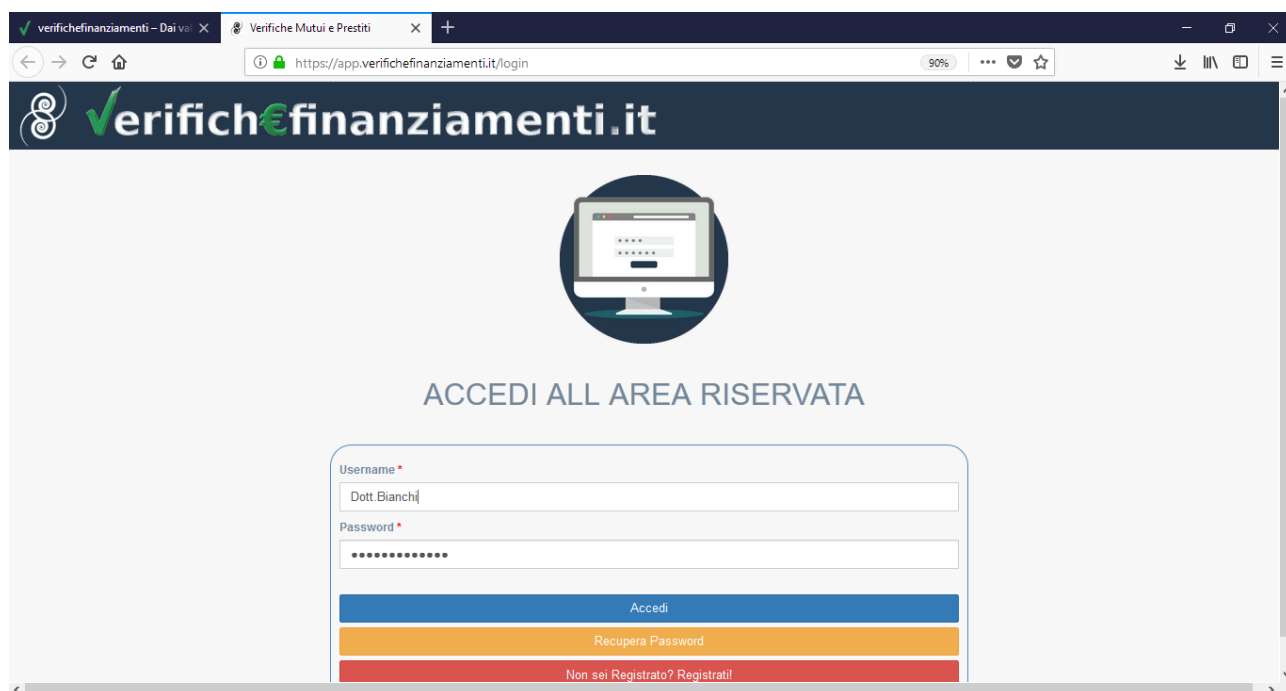 verifichefinanziamenti – Dai va
Verifiche Mutui e Prestiti
https://app.verifichefinanziamenti.it/login
90%
√erifich€finanziamenti.it
ACCEDI ALL AREA RISERVATA
Username *
Dott.Bianchi
Password *
•••••••••••••
Accedi
Recupera Password
Non sei Registrato? Registrati!